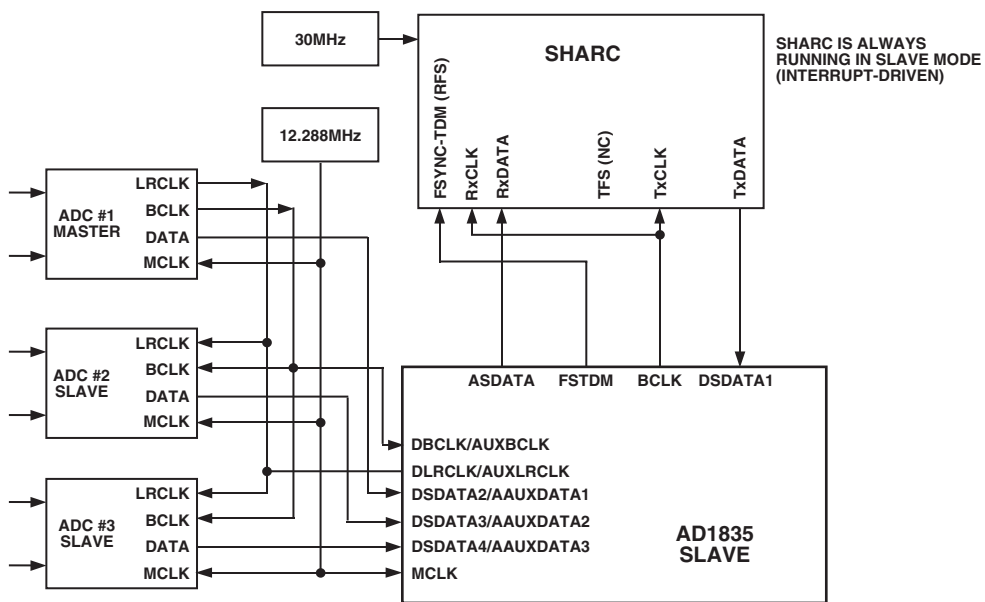 30MHz
SHARC
SHARC IS ALWAYS
RUNNING IN SLAVE MODE
(INTERRUPT-DRIVEN)
FSYNC-TDM (RFS)
RxCLK
RxDATA
TFS (NC)
TxCLK
TxDATA
12.288MHz
ADC #1
MASTER
LRCLK
BCLK
DATA
MCLK
ADC #2
SLAVE
LRCLK
BCLK
DATA
MCLK
ADC #3
SLAVE
LRCLK
BCLK
DATA
MCLK
ASDATA
FSTDM
BCLK
DSDATA1
DBCLK/AUXBCLK
DLRCLK/AUXLRCLK
DSDATA2/AAUXDATA1
DSDATA3/AAUXDATA2
DSDATA4/AAUXDATA3
MCLK
AD1835
SLAVE